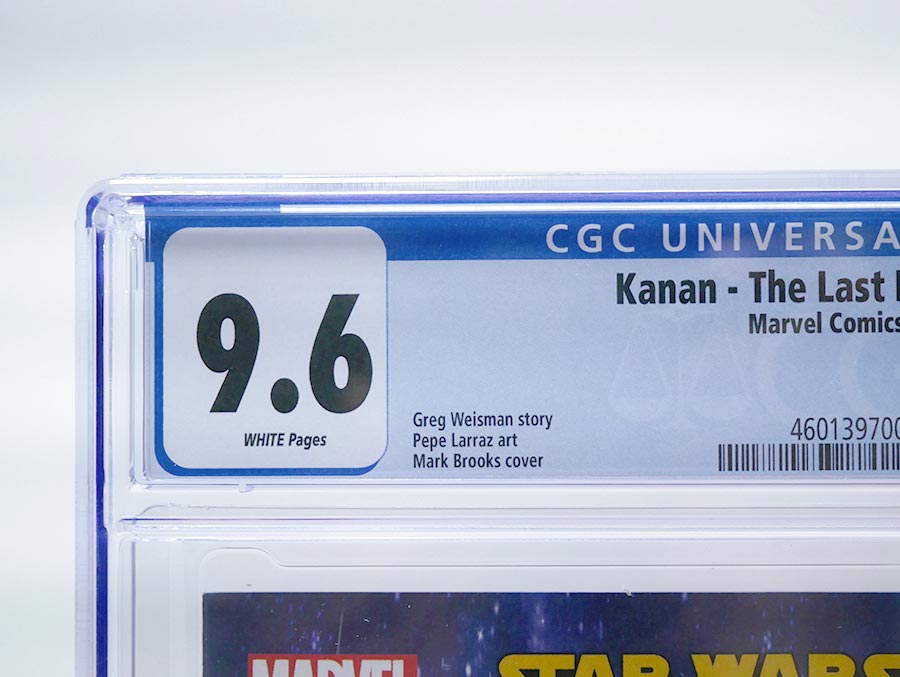 CGC UNIVERSA
Kanan - The Last
Marvel Comics
9.6
WHITE Pages
Greg Weisman story
Pepe Larraz art
Mark Brooks cover
460139700
MARVEL
STAR WARS